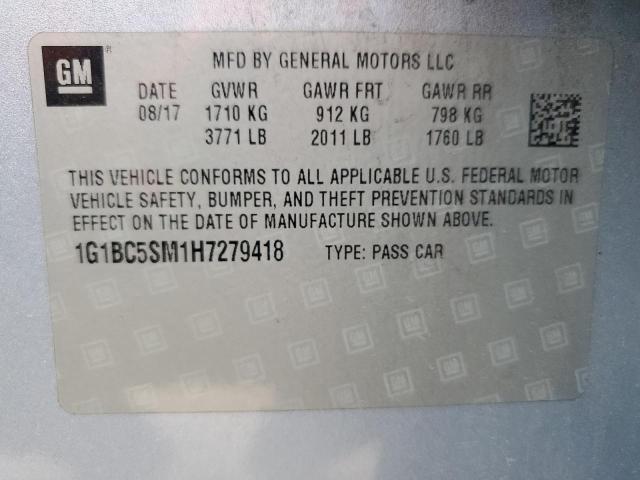 GM
MFD BY GENERAL MOTORS LLC
DATE GVWR GAWR FRT GAWR RR
08/17 1710 KG 912 KG 798 KG
3771 LB 2011 LB 1760 LB
THIS VEHICLE CONFORMS TO ALL APPLICABLE U.S. FEDERAL MOTOR
VEHICLE SAFETY, BUMPER, AND THEFT PREVENTION STANDARDS IN
EFFECT ON THE DATE OF MANUFACTURE SHOWN ABOVE.
1G1BC5SM1H7279418 TYPE: PASS CAR